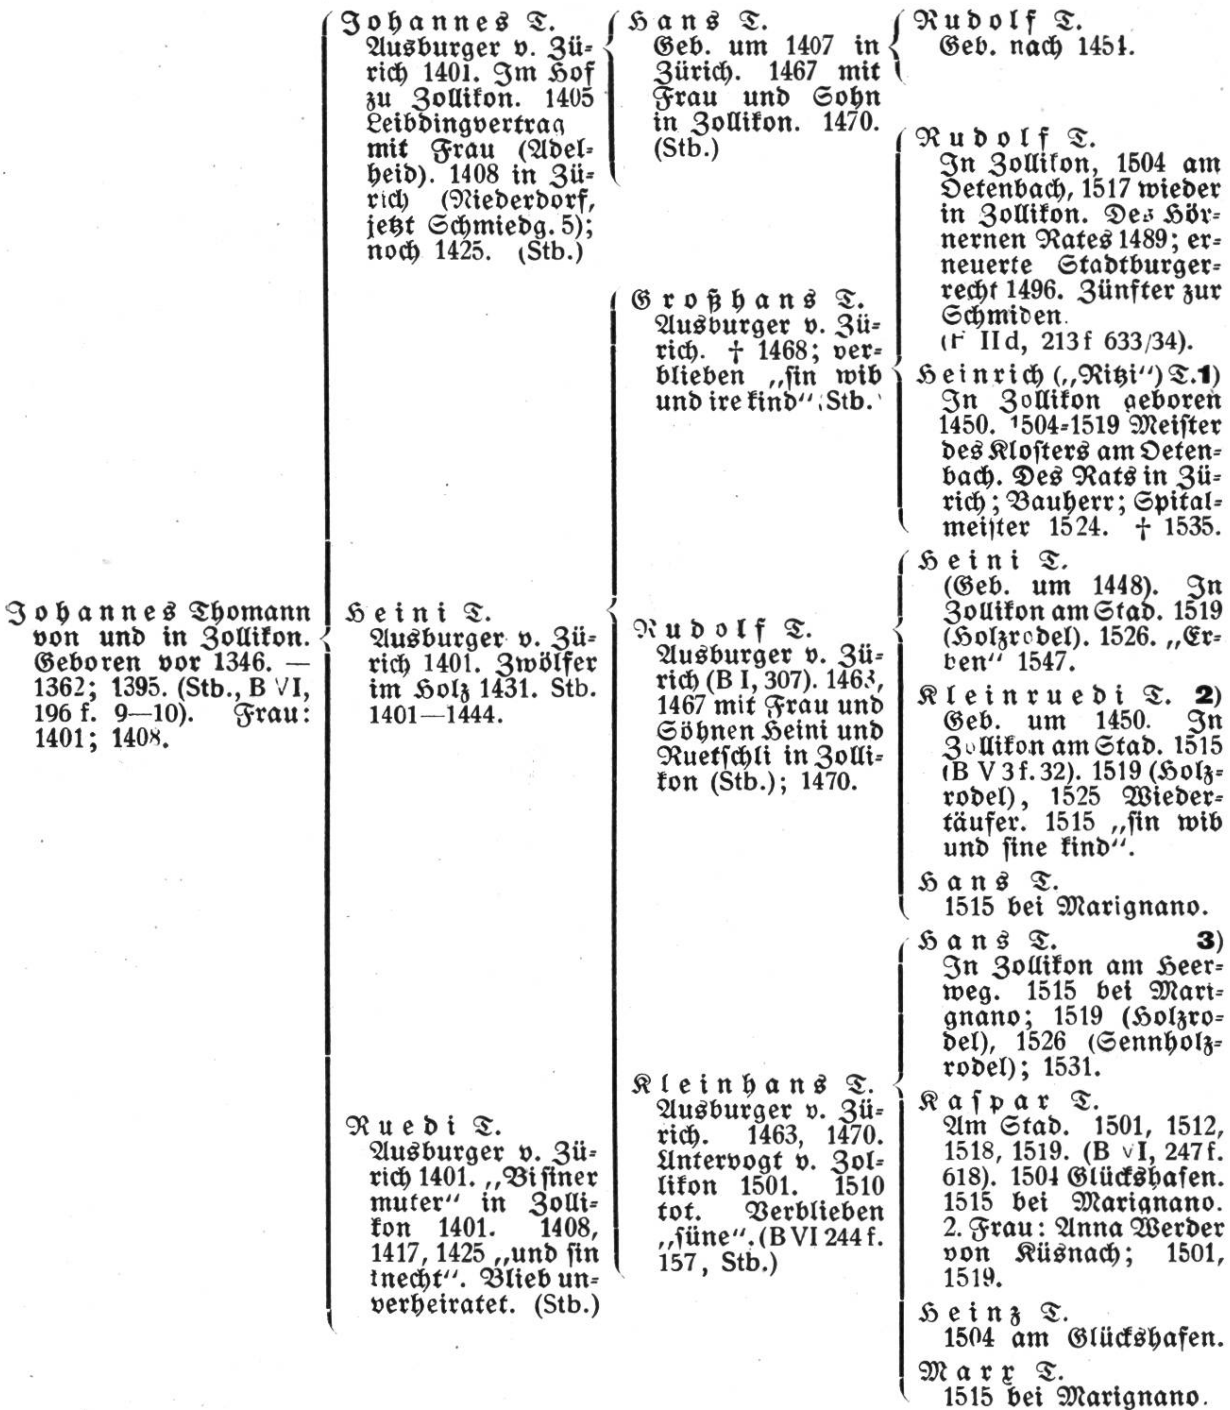 Johannes Thomann
von und in Zollikon.
Geboren vor 1346. —
1362; 1395. (Stb., B VI,
196 f. 9—10). Frau:
1401; 1408.
Johannes T.
Ausburger v. Zü=
rich 1401. Im Hof
zu Zollikon. 1405
Leibdingvertrag
mit Frau (Adel=
heid). 1408 in Zü=
rich (Niederdorf,
jetzt Schmiedg. 5);
noch 1425. (Stb.)
Heini T.
Ausburger v. Zü=
rich 1401. Zwölfer
im Holz 1431. Stb.
1401—1444.
Ruedi T.
Ausburger v. Zü=
rich 1401. „Bi siner
muter“ in Zolli=
kon 1401. 1408,
1417, 1425 „und sin
knecht“. Blieb un=
verheiratet. (Stb.)
Hans T.
Geb. um 1407 in
Zürich. 1467 mit
Frau und Sohn
in Zollikon. 1470.
(Stb.)
Großhans T.
Ausburger v. Zü=
rich. † 1468; ver=
blieben „sin wib
und ire kind“ Stb.
Rudolf T.
Ausburger v. Zü=
rich (B I, 307). 1463,
1467 mit Frau und
Söhnen Heini und
Ruetschli in Zolli=
kon (Stb.); 1470.
Kleinhans T.
Ausburger v. Zü=
rich. 1463, 1470.
Untervogt v. Zol=
likon 1501. 1510
tot. Verblieben
„süne“. (B VI 244 f.
157, Stb.)
Rudolf T.
Geb. nach 1451.
Rudolf T.
In Zollikon, 1504 am
Oetenbach, 1517 wieder
in Zollikon. Des Hör=
nernen Rates 1489; er=
neuerte Stadtburger=
recht 1496. Zünfter zur
Schmiden.
II d, 213 f 633/34).
Heinrich („Ritzi“) T. 1)
In Zollikon geboren
1450. 1504=1519 Meister
des Klosters am Oeten=
bach. Des Rats in Zü=
rich; Bauherr; Spital=
meister 1524. † 1535.
Heini T.
(Geb. um 1448). In
Zollikon am Stad. 1519
(Holzrodel). 1526. „Er=
ben“ 1547.
Kleinruedi T. 2)
Geb. um 1450. In
Zollikon am Stad. 1515
(B V 3 f. 32). 1519 (Holz=
rodel), 1525 Wieder=
täufer. 1515 „sin wib
und sine kind“.
Hans T.
1515 bei Marignano.
Hans T. 3)
In Zollikon am Heer=
weg. 1515 bei Mari=
gnano; 1519 (Holzro=
del), 1526 (Sennholz=
rodel); 1531.
Kaspar T.
Am Stad. 1501, 1512,
1518, 1519. (B VI, 247 f.
618). 1504 Glückshafen.
1515 bei Marignano.
2. Frau: Anna Werder
von Küsnach; 1501,
1519.
Heinz T.
1504 am Glückshafen.
Marx T.
1515 bei Marignano.